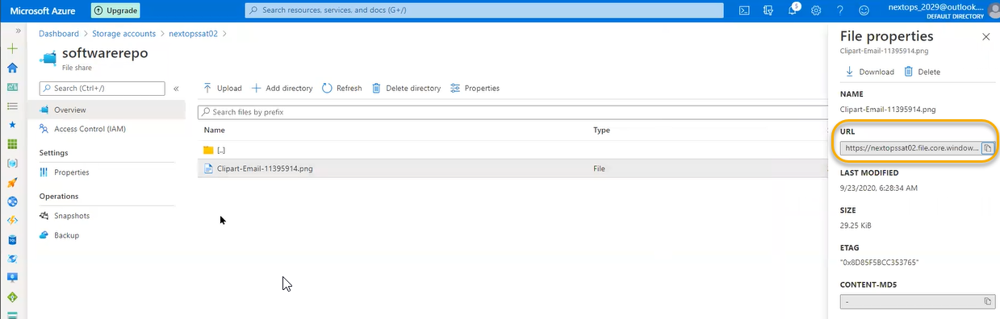 Microsoft Azure
Upgrade
Search resources, services, and docs (G+/)
5
nextops_2029@outlook....
DEFAULT DIRECTORY
Dashboard > Storage accounts > nextopssat02 >
softwarerepo
File share
Search (Ctrl+/)
«
»
Overview
Access Control (IAM)
Settings
Properties
Operations
Snapshots
Backup
Upload
Add directory
Refresh
Delete directory
Properties
Search files by prefix
Name Type
[..]
Clipart-Email-11395914.png File
File properties
Clipart-Email-11395914.png
Download
Delete
NAME
Clipart-Email-11395914.png
URL
https://nextopssat02.file.core.window...
LAST MODIFIED
9/23/2020, 6:28:34 AM
SIZE
29.25 KiB
ETAG
"0x8D85F5BCC353765"
CONTENT-MD5
-